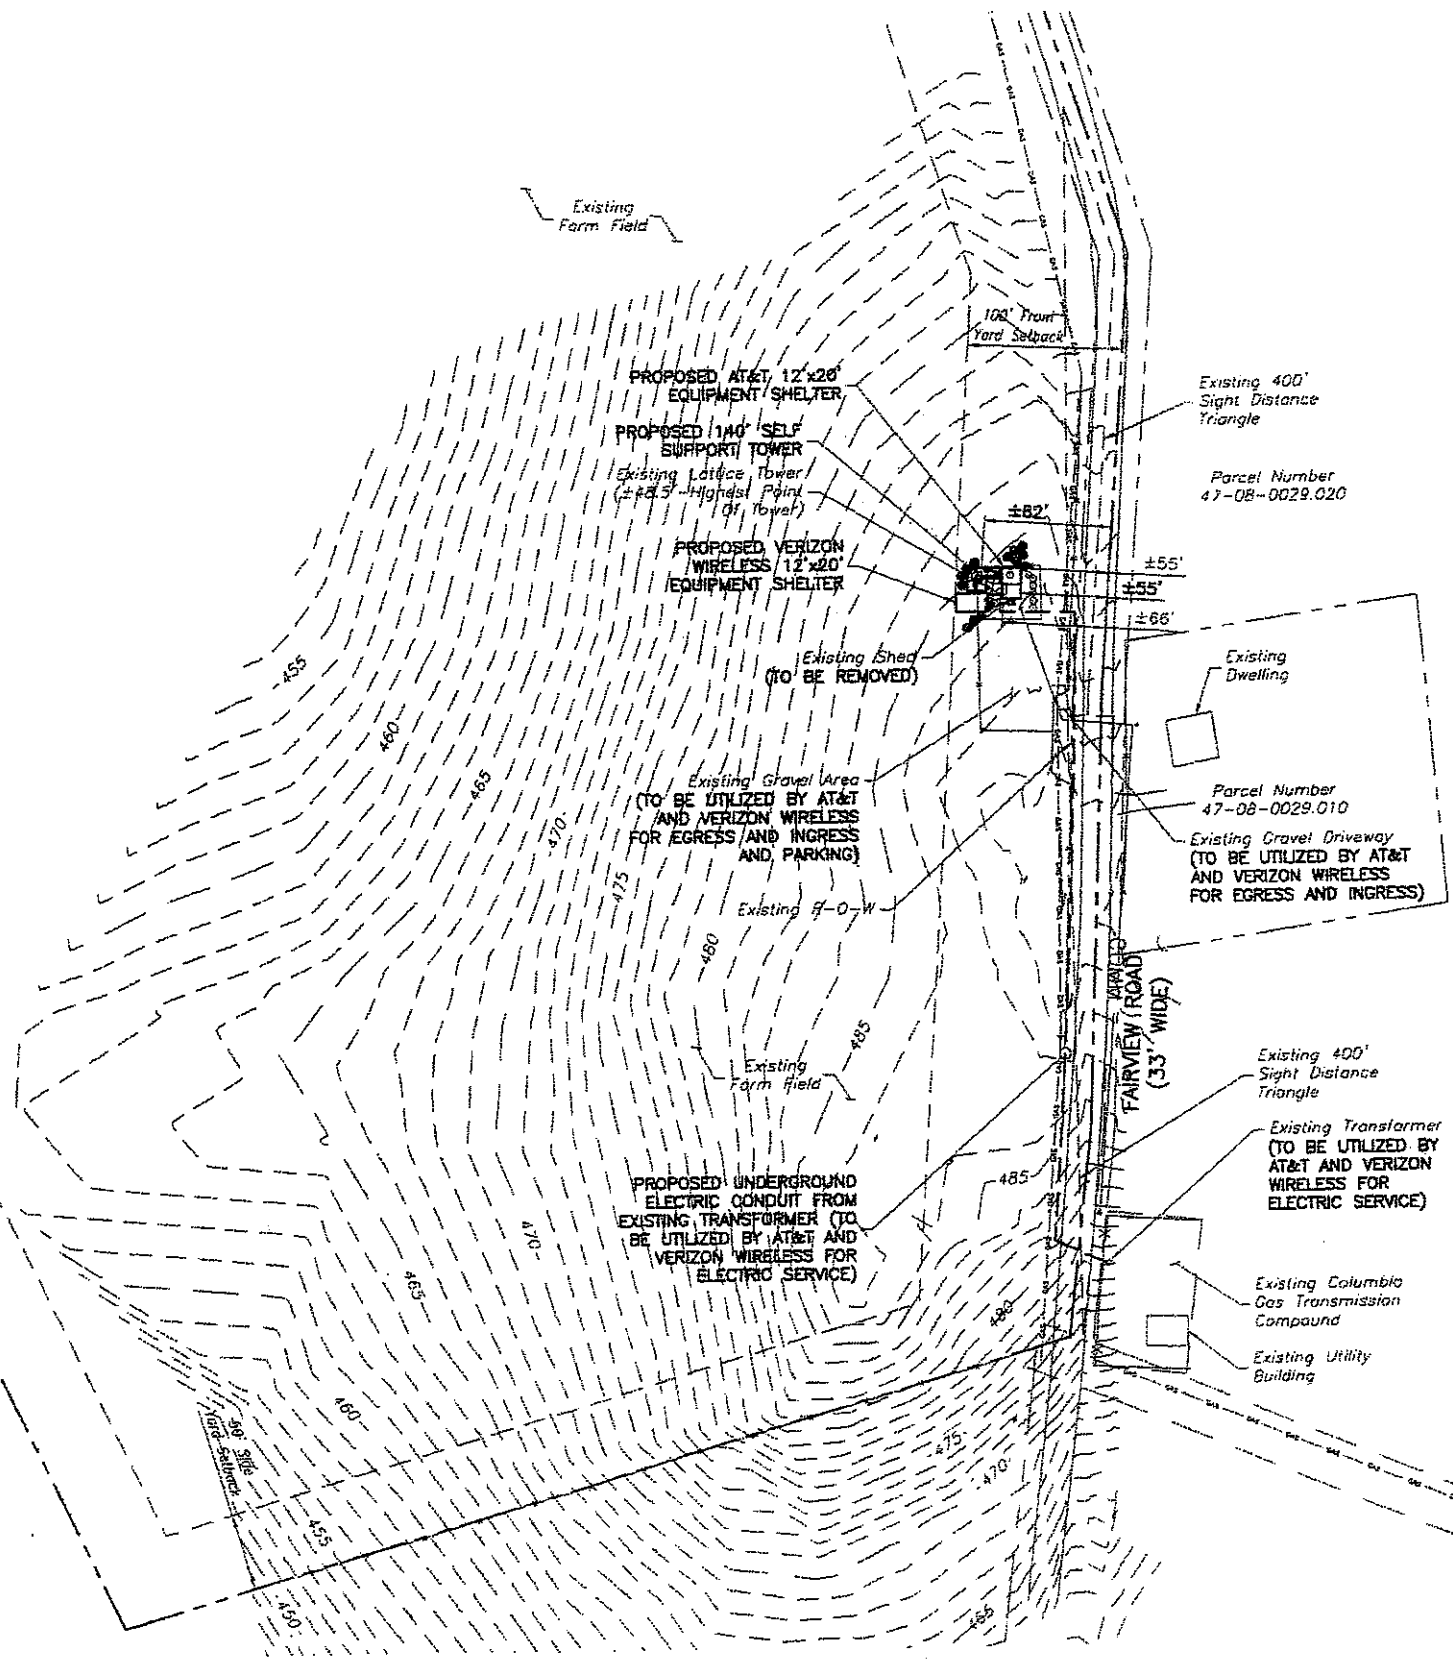 Existing
Farm Field
100' Front
Yard Setback
PROPOSED AT&T 12'x20'
EQUIPMENT SHELTER
PROPOSED 140' SELF
SUPPORT TOWER
Existing Lattice Tower
(±48.5'-Highest Point
Of Tower)
PROPOSED VERIZON
WIRELESS 12'x20'
EQUIPMENT SHELTER
Existing Shed
(TO BE REMOVED)
Existing 400'
Sight Distance
Triangle
Parcel Number
47-08-0029.020
±82'
±55'
±55'
±66'
Existing
Dwelling
Existing Gravel Area
(TO BE UTILIZED BY AT&T
AND VERIZON WIRELESS
FOR EGRESS AND INGRESS
AND PARKING)
Existing R-O-W
Parcel Number
47-08-0029.010
Existing Gravel Driveway
(TO BE UTILIZED BY AT&T
AND VERIZON WIRELESS
FOR EGRESS AND INGRESS)
455
460
465
470
475
480
485
FAIRVIEW ROAD
(33' WIDE)
Existing
Farm Field
Existing 400'
Sight Distance
Triangle
Existing Transformer
(TO BE UTILIZED BY
AT&T AND VERIZON
WIRELESS FOR
ELECTRIC SERVICE)
485
PROPOSED UNDERGROUND
ELECTRIC CONDUIT FROM
EXISTING TRANSFORMER (TO
BE UTILIZED BY AT&T AND
VERIZON WIRELESS FOR
ELECTRIC SERVICE)
Existing Columbia
Gas Transmission
Compound
Existing Utility
Building
470
465
480
460
475
470
50' Side
Yard Setback
455
450
465